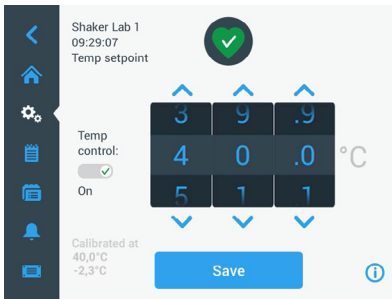 Shaker Lab 1
09:29:07
Temp setpoint
3 9 .9
Temp
control:
4 0 .0 °C
On
5 1 .1
Calibrated at
40,0°C
-2,3°C
Save